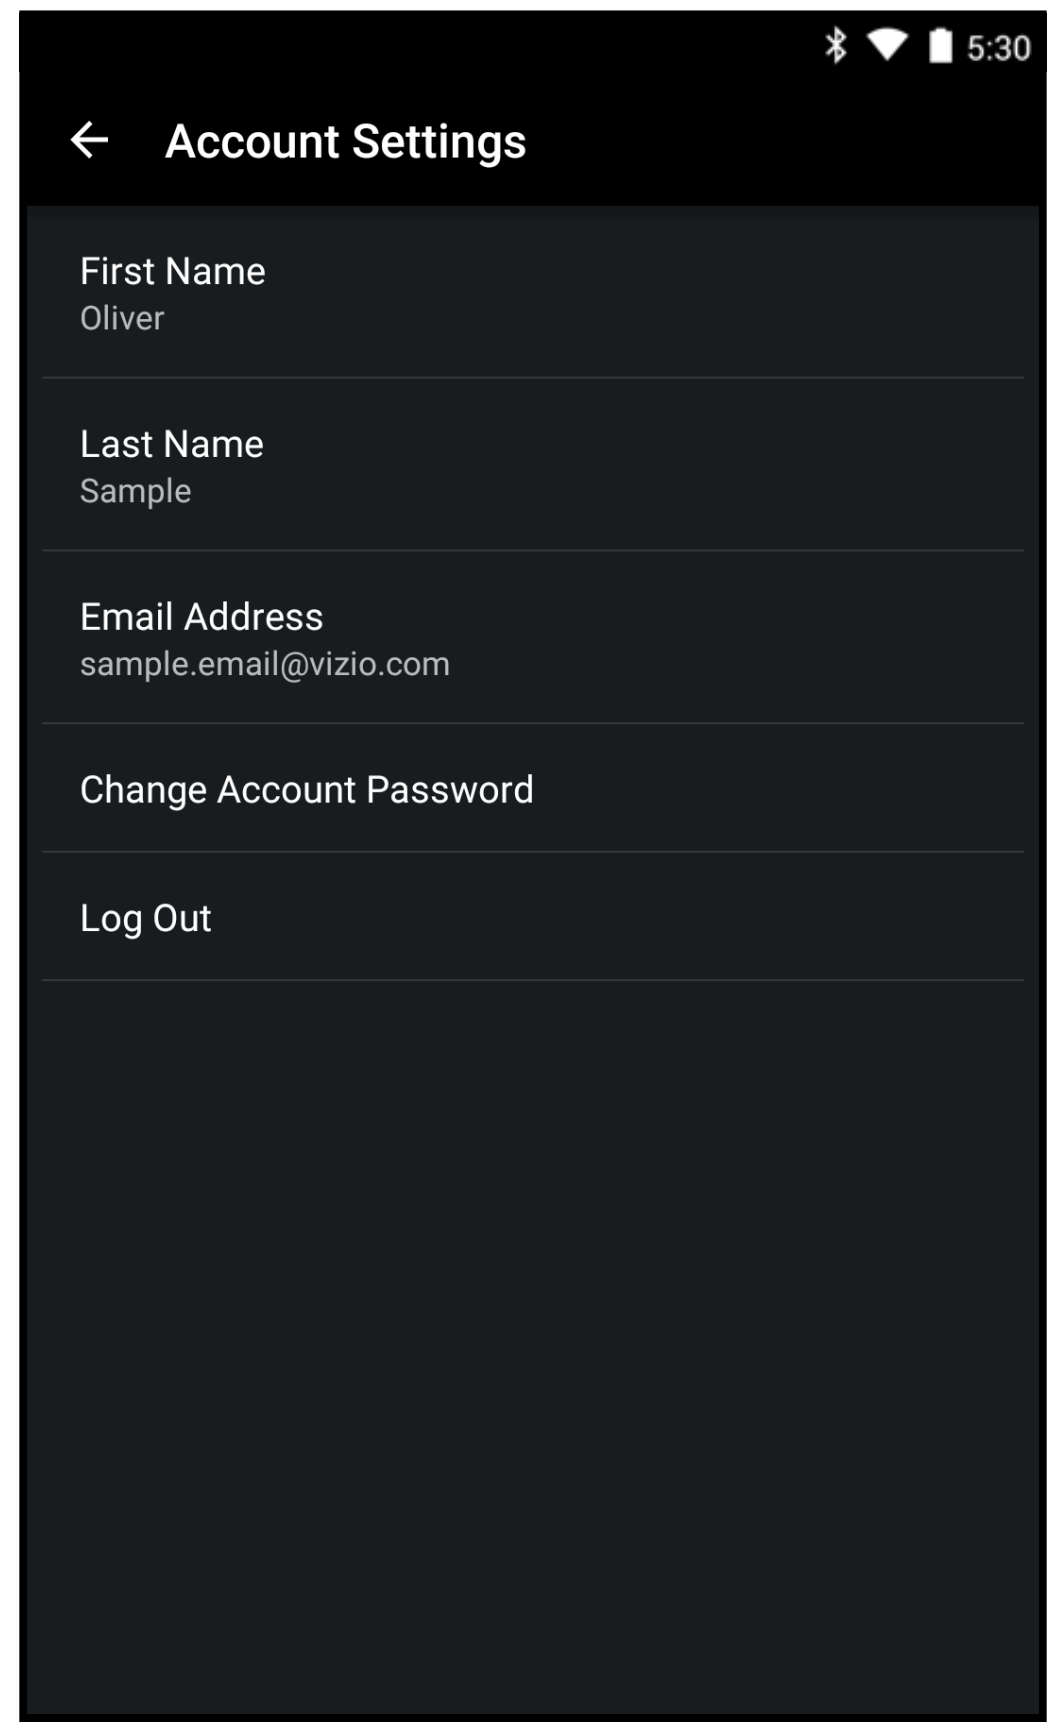 5:30
Account Settings
First Name
Oliver
Last Name
Sample
Email Address
sample.email@vizio.com
Change Account Password
Log Out